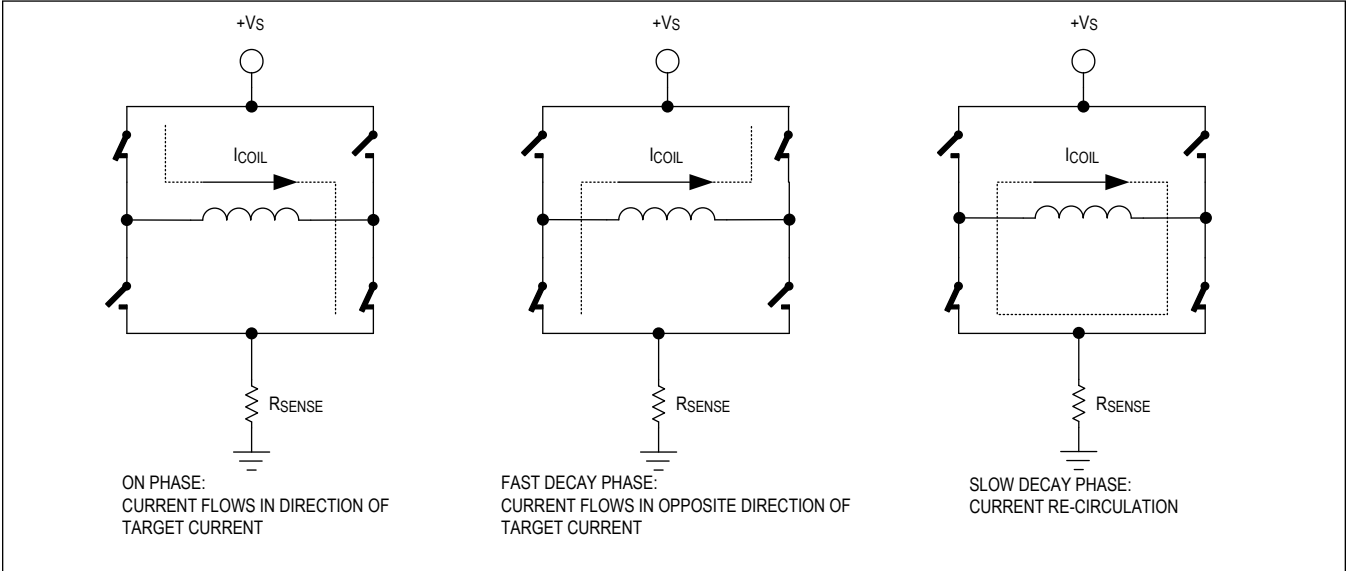 +VS
ICOIL
RSENSE
ON PHASE:
CURRENT FLOWS IN DIRECTION OF
TARGET CURRENT
+VS
ICOIL
RSENSE
FAST DECAY PHASE:
CURRENT FLOWS IN OPPOSITE DIRECTION OF
TARGET CURRENT
+VS
ICOIL
RSENSE
SLOW DECAY PHASE:
CURRENT RE-CIRCULATION